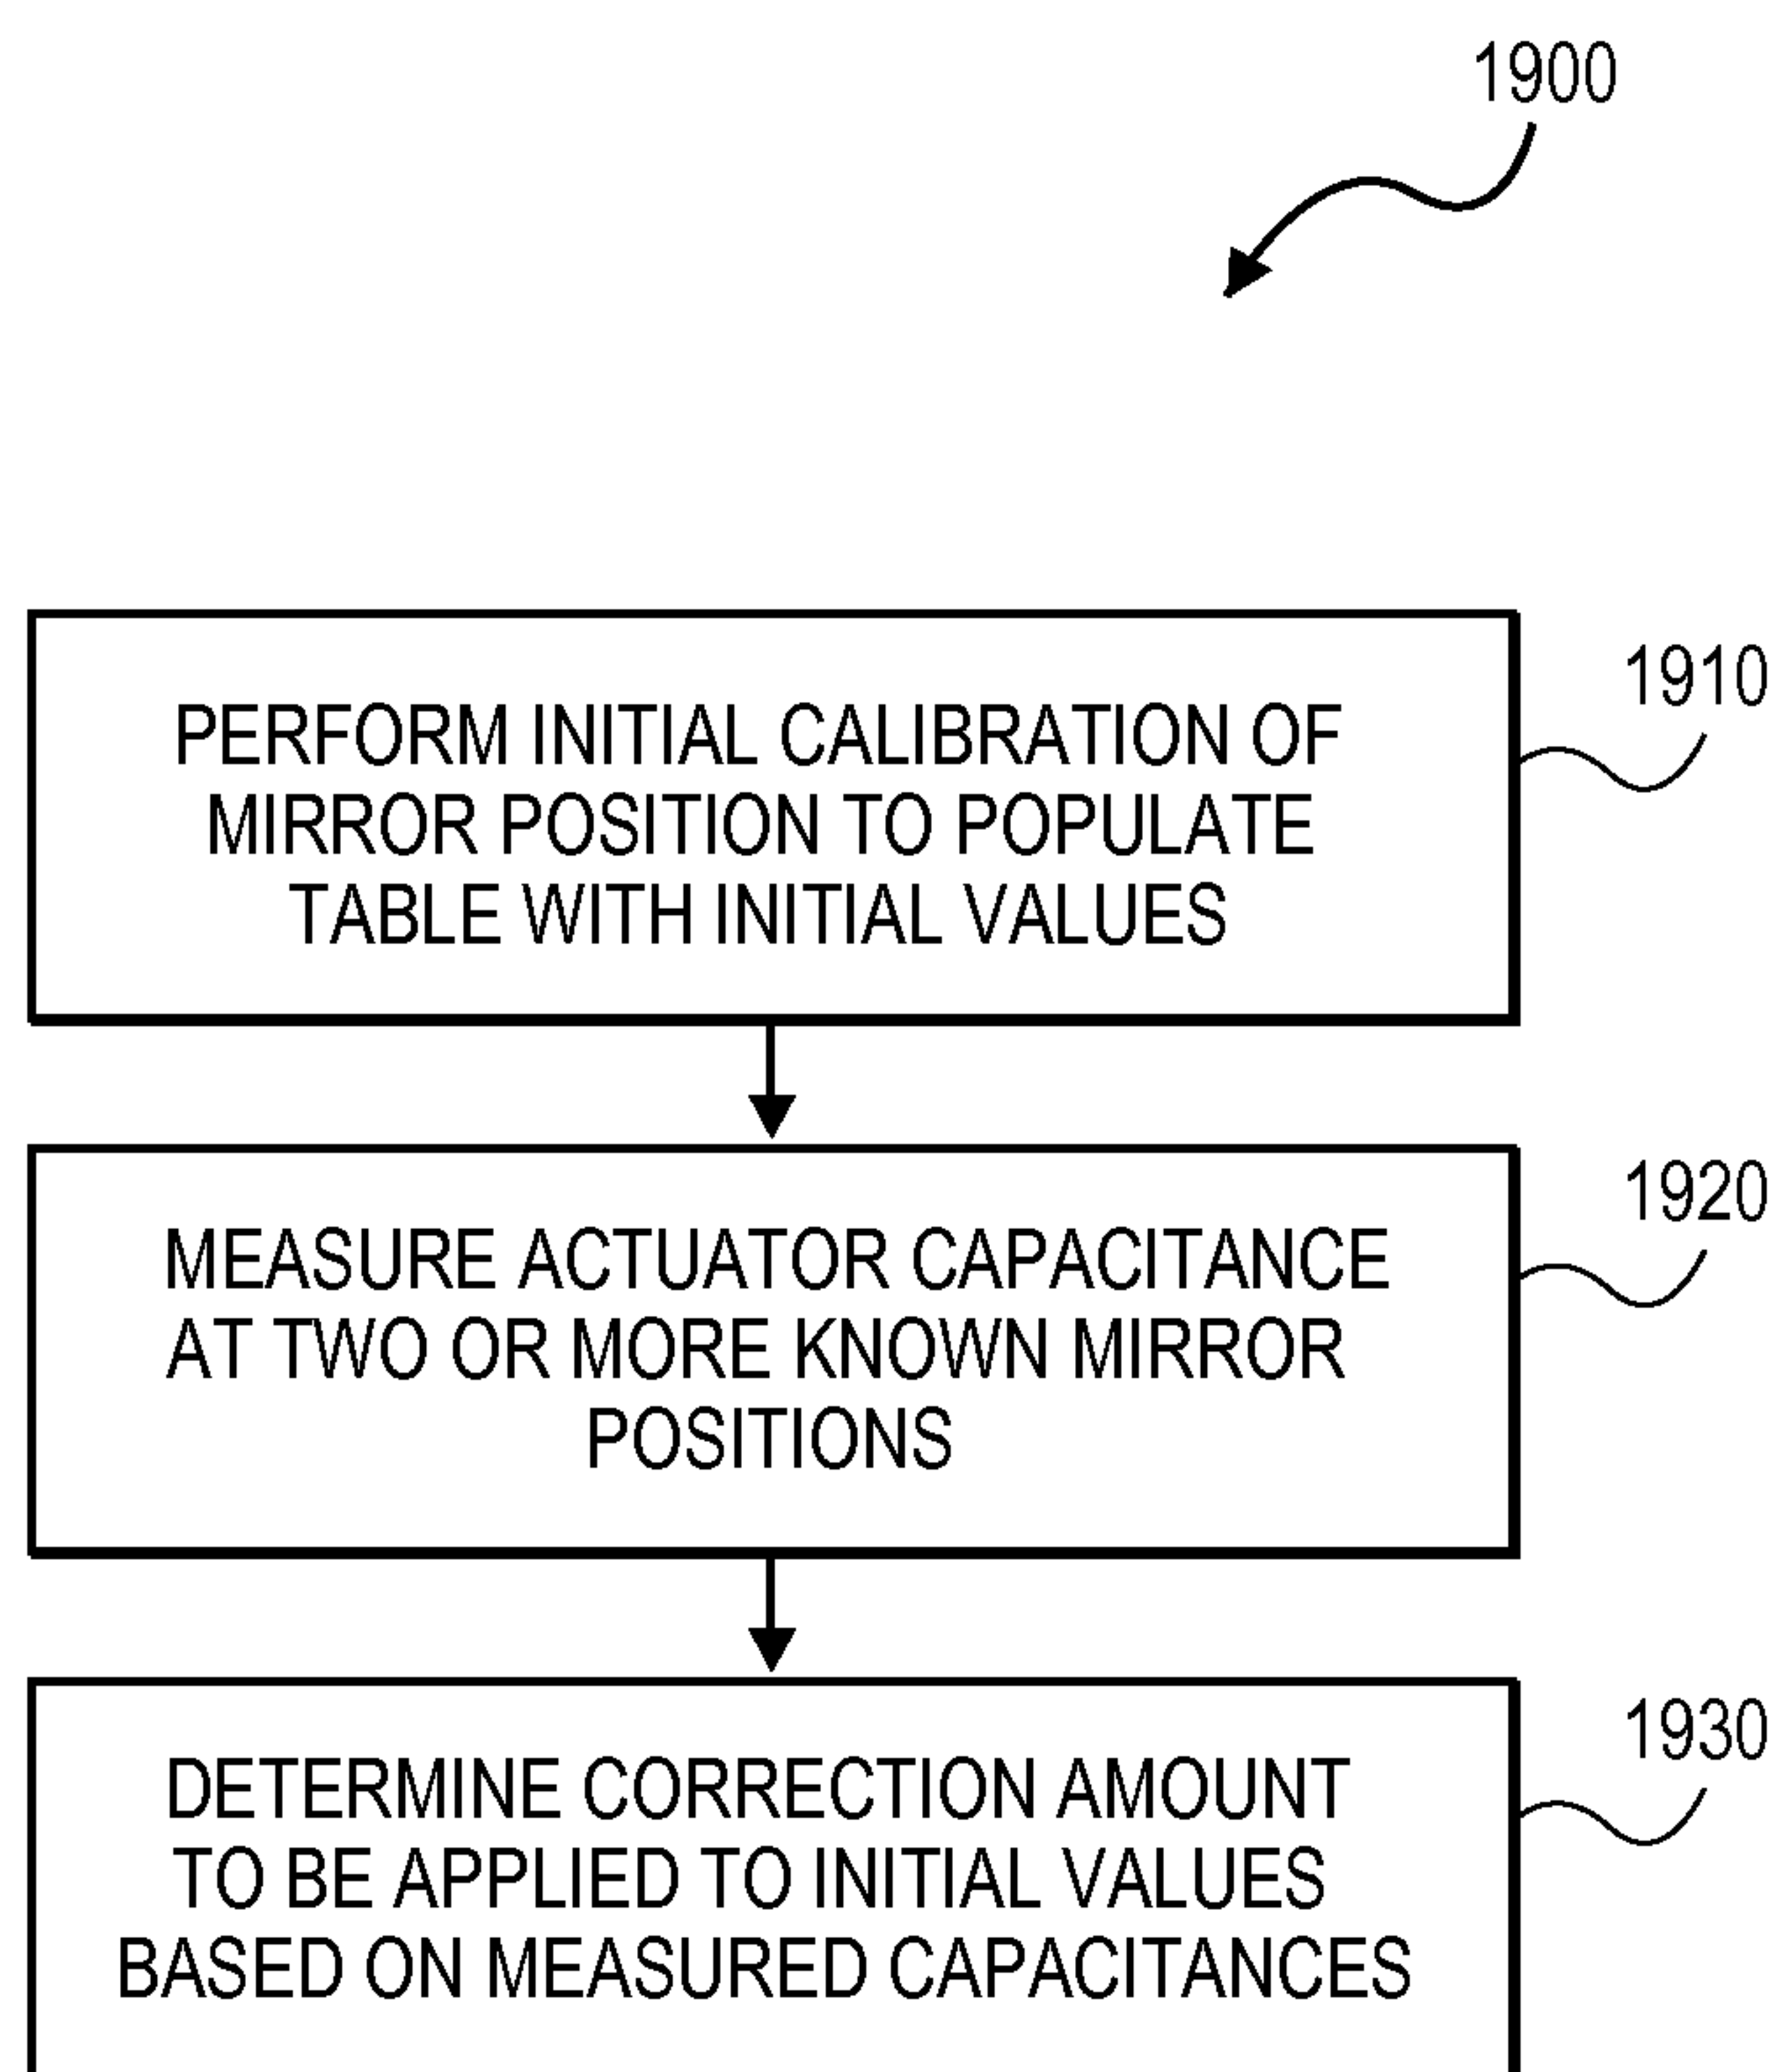 1900
PERFORM INITIAL CALIBRATION OF
MIRROR POSITION TO POPULATE
TABLE WITH INITIAL VALUES
1910
MEASURE ACTUATOR CAPACITANCE
AT TWO OR MORE KNOWN MIRROR
POSITIONS
1920
DETERMINE CORRECTION AMOUNT
TO BE APPLIED TO INITIAL VALUES
BASED ON MEASURED CAPACITANCES
1930